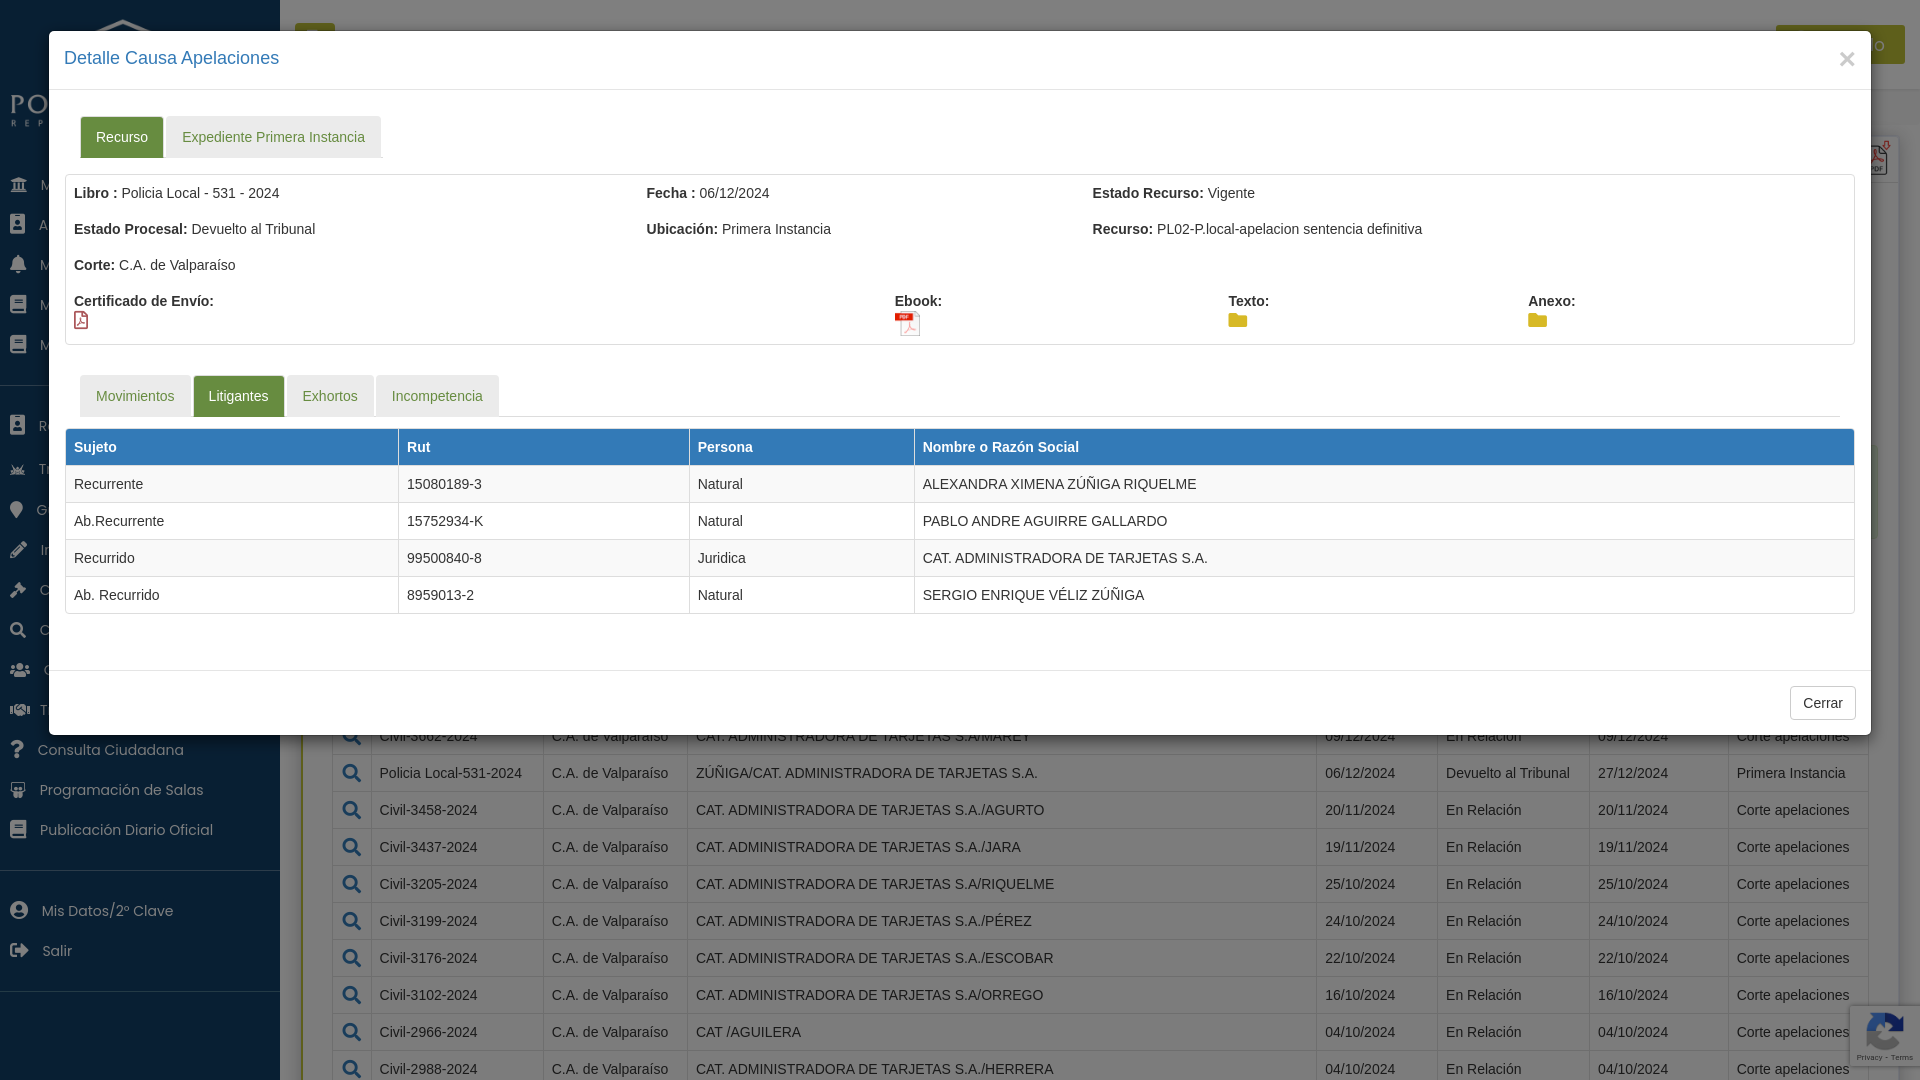 Detalle Causa Apelaciones ×
Recurso Expediente Primera Instancia
Libro : Policia Local - 531 - 2024 Fecha : 06/12/2024 Estado Recurso: Vigente
Estado Procesal: Devuelto al Tribunal Ubicación: Primera Instancia Recurso: PL02-P.local-apelacion sentencia definitiva
Corte: C.A. de Valparaíso
Certificado de Envío: Ebook: Texto: Anexo:
Movimientos Litigantes Exhortos Incompetencia
Sujeto Rut Persona Nombre o Razón Social
Recurrente 15080189-3 Natural ALEXANDRA XIMENA ZÚÑIGA RIQUELME
Ab.Recurrente 15752934-K Natural PABLO ANDRE AGUIRRE GALLARDO
Recurrido 99500840-8 Juridica CAT. ADMINISTRADORA DE TARJETAS S.A.
Ab. Recurrido 8959013-2 Natural SERGIO ENRIQUE VÉLIZ ZÚÑIGA
Cerrar
Consulta Ciudadana
Programación de Salas
Publicación Diario Oficial
Mis Datos/2º Clave
Salir
Civil-3662-2024 C.A. de Valparaíso CAT. ADMINISTRADORA DE TARJETAS S.A/MAREY 09/12/2024 En Relación 09/12/2024 Corte apelaciones
Policia Local-531-2024 C.A. de Valparaíso ZÚÑIGA/CAT. ADMINISTRADORA DE TARJETAS S.A. 06/12/2024 Devuelto al Tribunal 27/12/2024 Primera Instancia
Civil-3458-2024 C.A. de Valparaíso CAT. ADMINISTRADORA DE TARJETAS S.A./AGURTO 20/11/2024 En Relación 20/11/2024 Corte apelaciones
Civil-3437-2024 C.A. de Valparaíso CAT. ADMINISTRADORA DE TARJETAS S.A./JARA 19/11/2024 En Relación 19/11/2024 Corte apelaciones
Civil-3205-2024 C.A. de Valparaíso CAT. ADMINISTRADORA DE TARJETAS S.A/RIQUELME 25/10/2024 En Relación 25/10/2024 Corte apelaciones
Civil-3199-2024 C.A. de Valparaíso CAT. ADMINISTRADORA DE TARJETAS S.A./PÉREZ 24/10/2024 En Relación 24/10/2024 Corte apelaciones
Civil-3176-2024 C.A. de Valparaíso CAT. ADMINISTRADORA DE TARJETAS S.A./ESCOBAR 22/10/2024 En Relación 22/10/2024 Corte apelaciones
Civil-3102-2024 C.A. de Valparaíso CAT. ADMINISTRADORA DE TARJETAS S.A/ORREGO 16/10/2024 En Relación 16/10/2024 Corte apelaciones
Civil-2966-2024 C.A. de Valparaíso CAT /AGUILERA 04/10/2024 En Relación 04/10/2024 Corte apelaciones
Civil-2988-2024 C.A. de Valparaíso CAT. ADMINISTRADORA DE TARJETAS S.A./HERRERA 04/10/2024 En Relación 04/10/2024 Corte apelaciones
Privacy - Terms